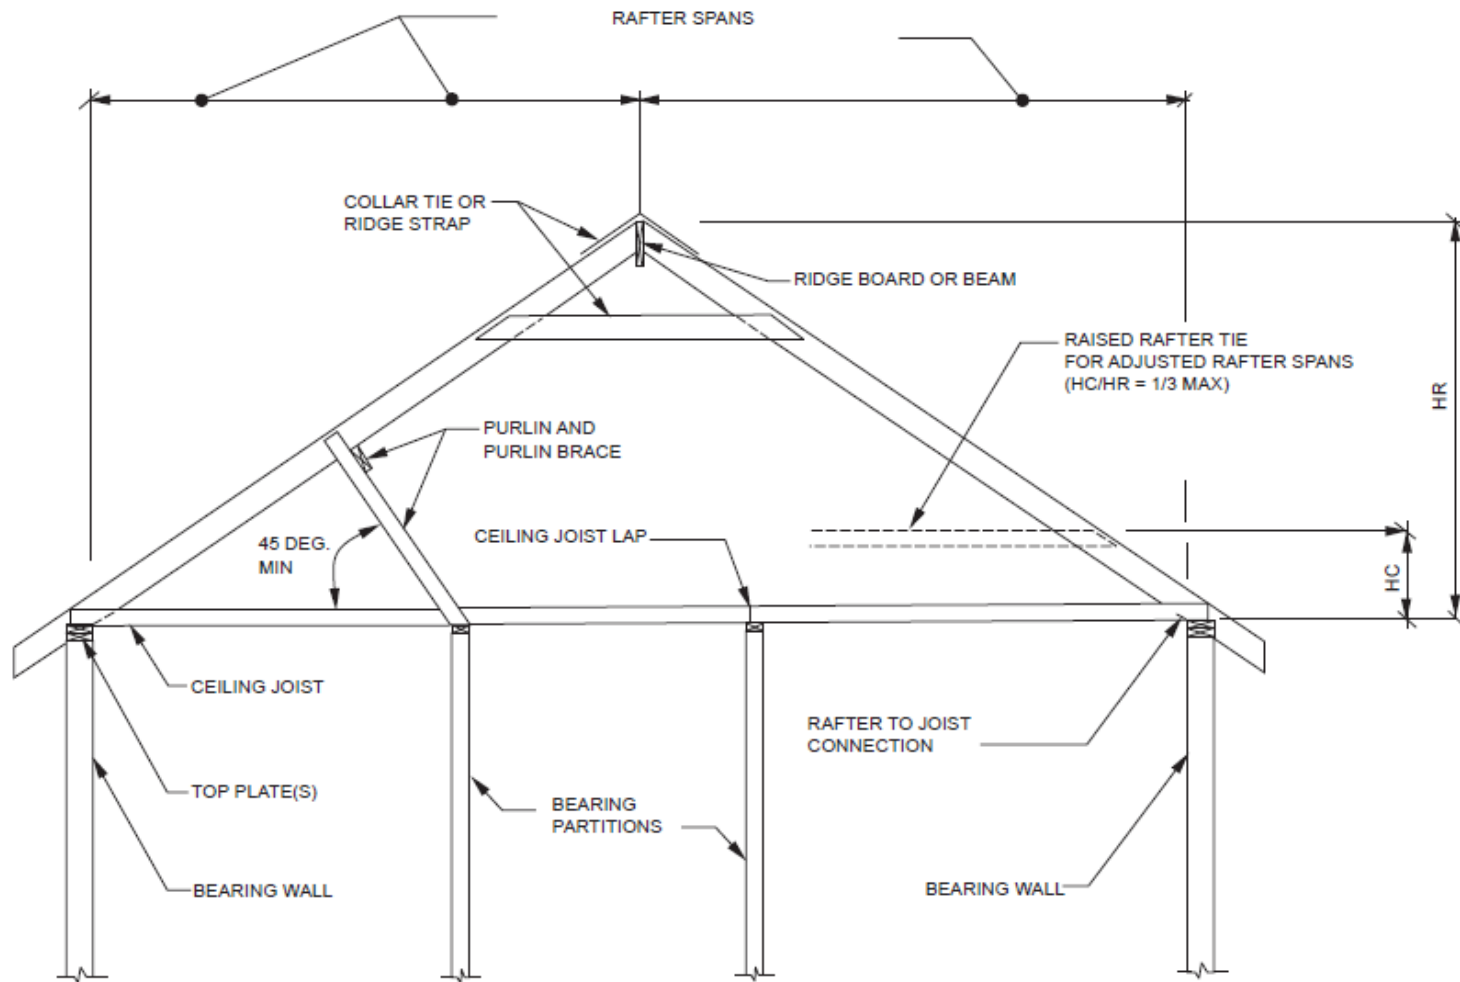 RAFTER SPANS
COLLAR TIE OR
RIDGE STRAP
RIDGE BOARD OR BEAM
RAISED RAFTER TIE
FOR ADJUSTED RAFTER SPANS
(HC/HR = 1/3 MAX)
HR
PURLIN AND
PURLIN BRACE
45 DEG.
MIN
CEILING JOIST LAP
HC
CEILING JOIST
RAFTER TO JOIST
CONNECTION
TOP PLATE(S)
BEARING
PARTITIONS
BEARING WALL
BEARING WALL